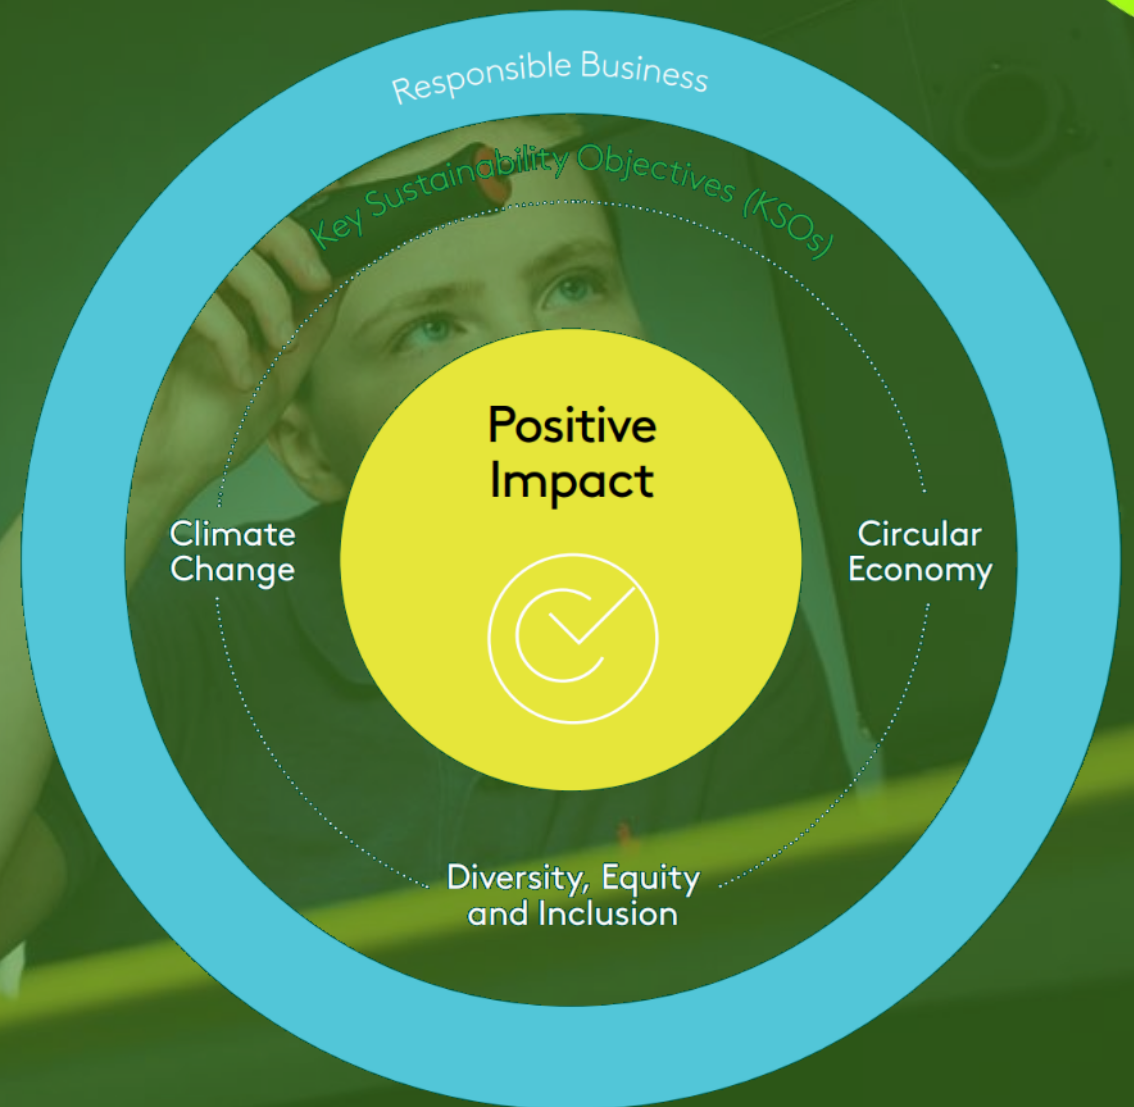 Responsible Business
Key Sustainability Objectives (KSOs)
Positive
Impact
Climate
Change
Circular
Economy
Diversity, Equity
and Inclusion